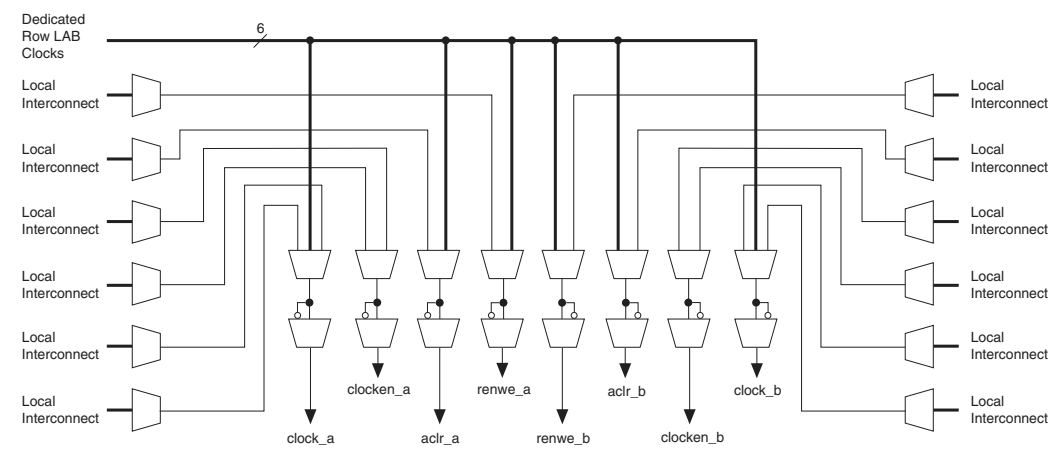 Dedicated
Row LAB
Clocks
6
Local
Interconnect
Local
Interconnect
Local
Interconnect
Local
Interconnect
Local
Interconnect
Local
Interconnect
Local
Interconnect
Local
Interconnect
Local
Interconnect
Local
Interconnect
Local
Interconnect
Local
Interconnect
clocken_a
renwe_a
aclr_b
clock_b
clock_a
aclr_a
renwe_b
clocken_b